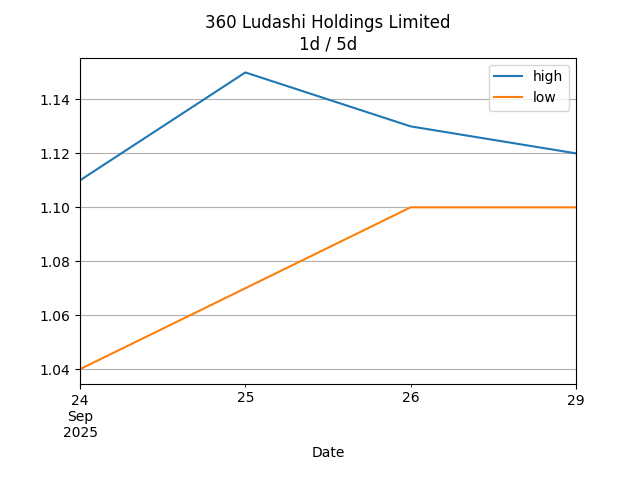 360 Ludashi Holdings Limited
1d / 5d
high
low
1.14
1.12
1.10
1.08
1.06
1.04
24
Sep
2025
25
26
29
Date